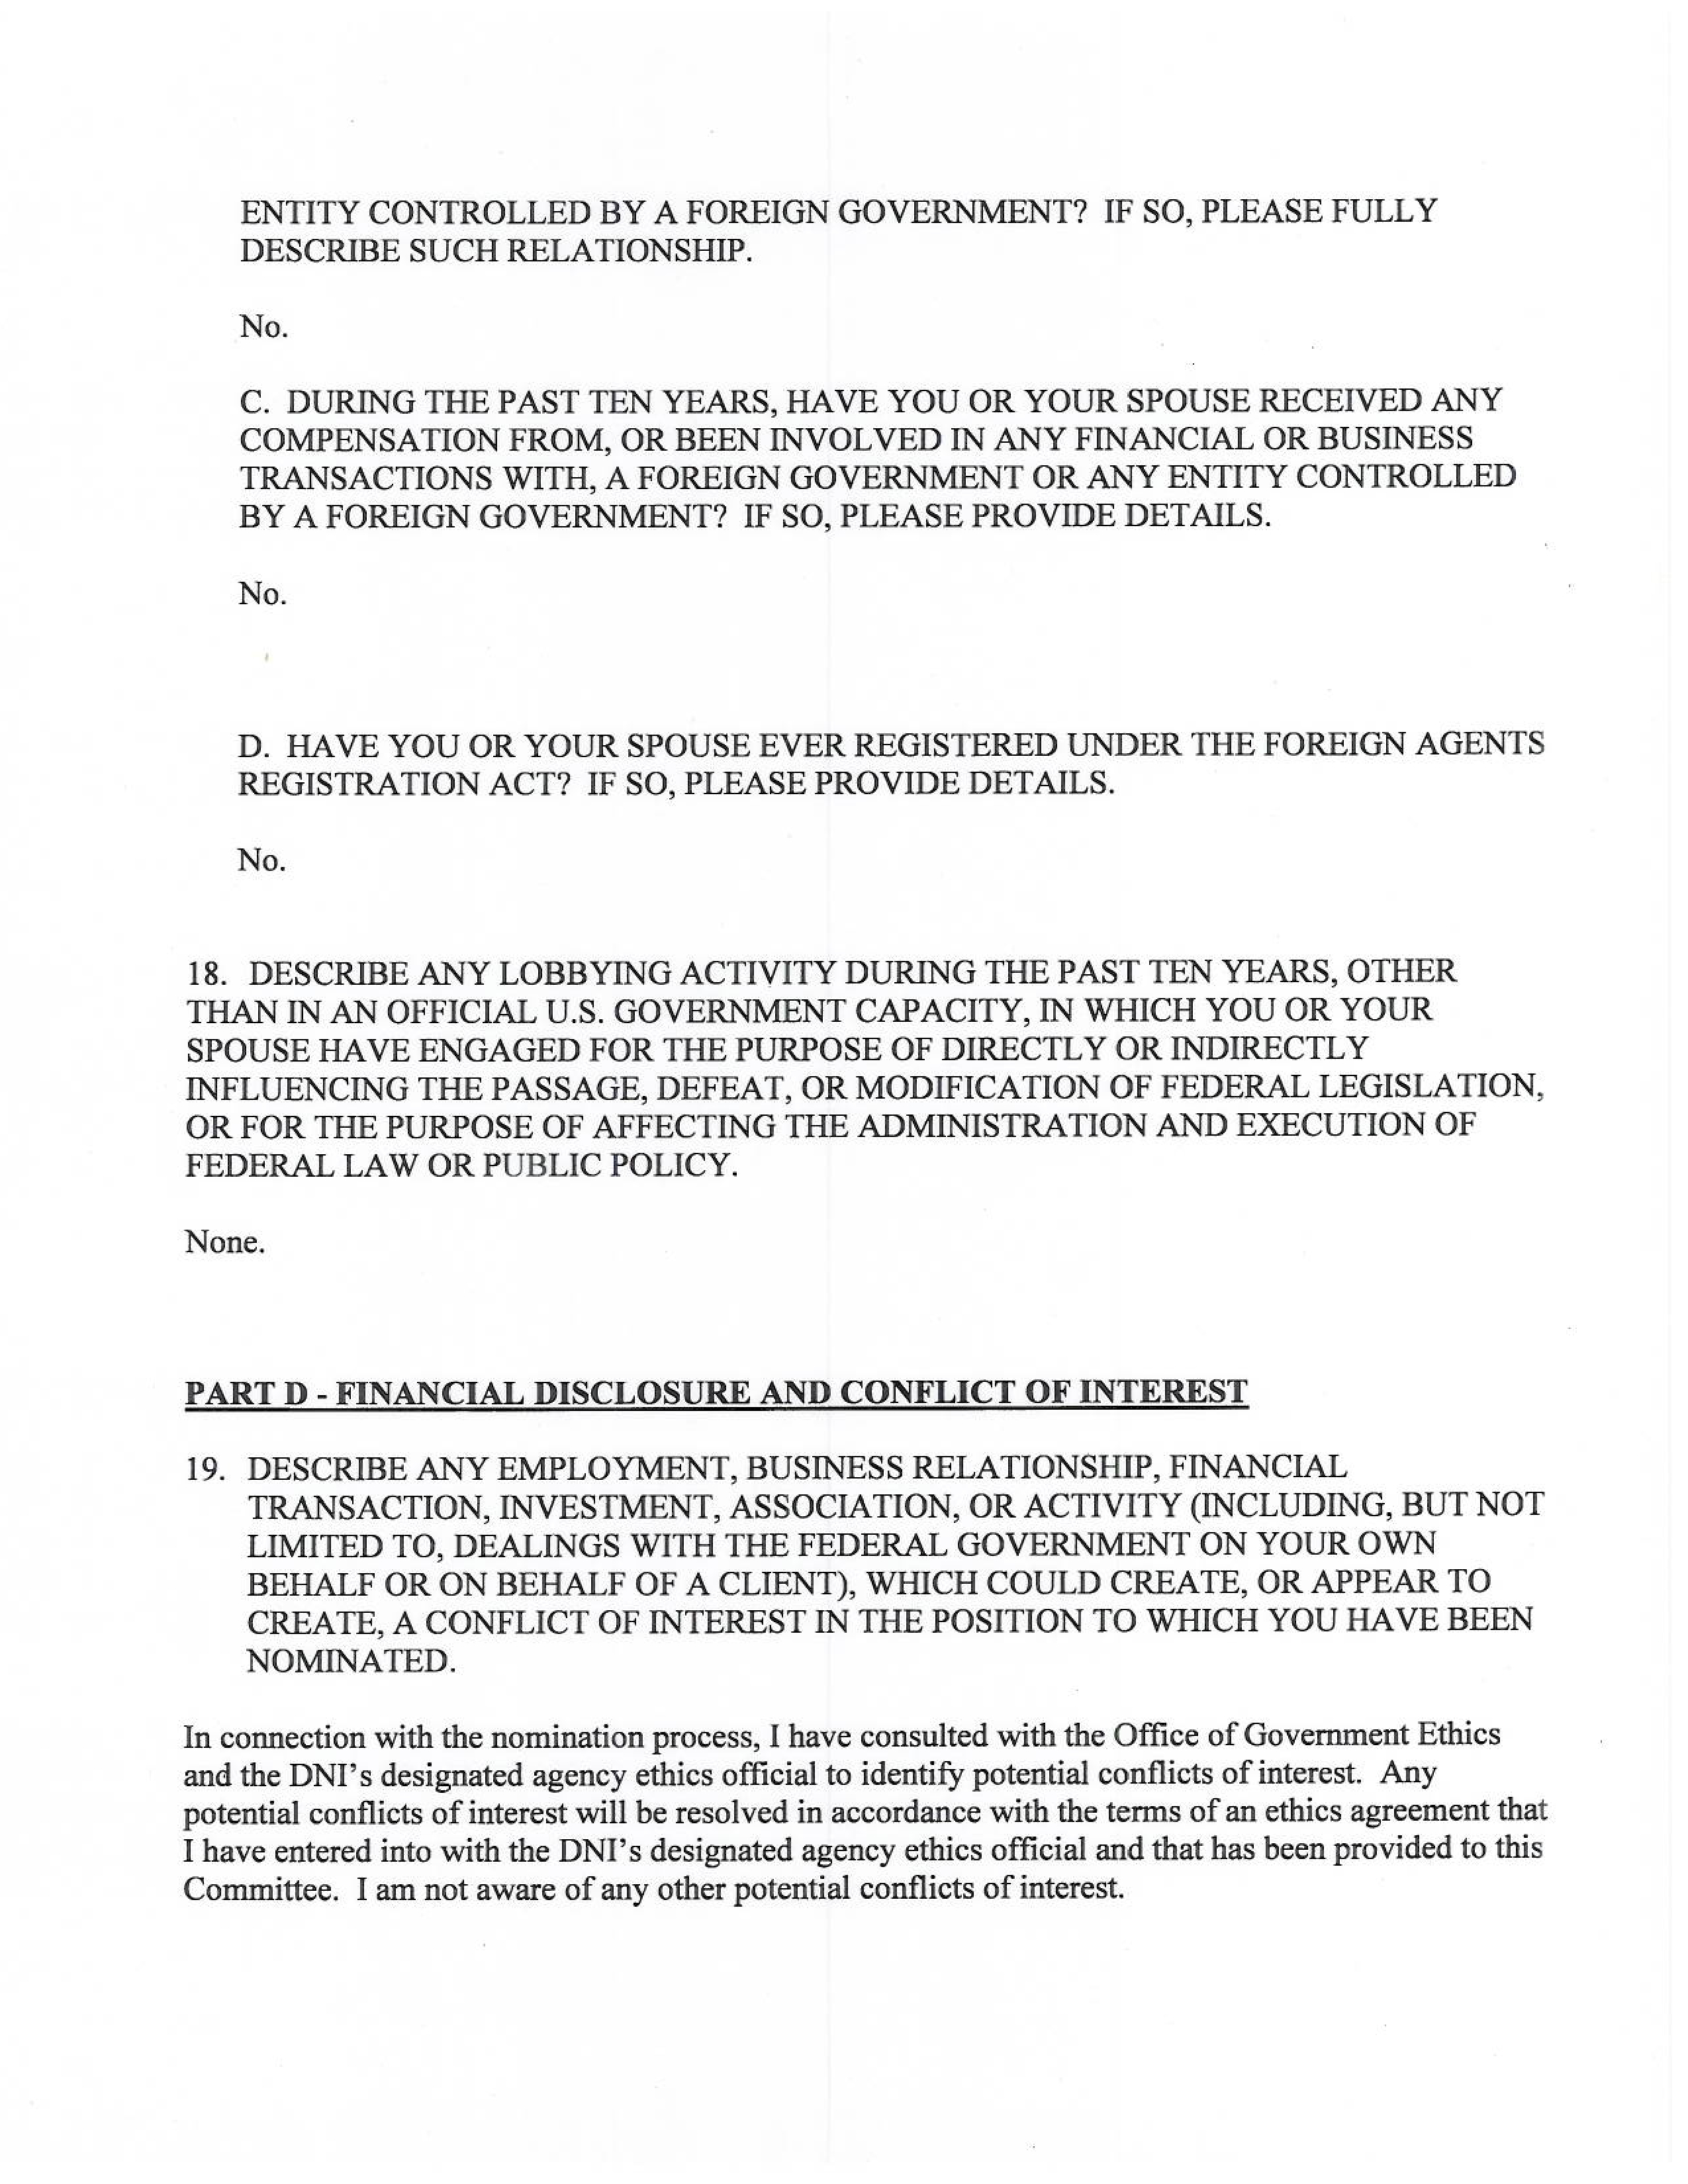 ENTITY CONTROLLED BY A FOREIGN GOVERNMENT? IF SO, PLEASE FULLY
DESCRIBE SUCH RELATIONSHIP.
No.
C. DURING THE PAST TEN YEARS, HAVE YOU OR YOUR SPOUSE RECEIVED ANY
COMPENSATION FROM, OR BEEN INVOLVED IN ANY FINANCIAL OR BUSINESS
TRANSACTIONS WITH, A FOREIGN GOVERNMENT OR ANY ENTITY CONTROLLED
BY A FOREIGN GOVERNMENT? IF SO, PLEASE PROVIDE DETAILS.
No.
D. HAVE YOU OR YOUR SPOUSE EVER REGISTERED UNDER THE FOREIGN AGENTS
REGISTRATION ACT? IF SO, PLEASE PROVIDE DETAILS.
No.
18. DESCRIBE ANY LOBBYING ACTIVITY DURING THE PAST TEN YEARS, OTHER
THAN IN AN OFFICIAL U.S. GOVERNMENT CAPACITY, IN WHICH YOU OR YOUR
SPOUSE HAVE ENGAGED FOR THE PURPOSE OF DIRECTLY OR INDIRECTLY
INFLUENCING THE PASSAGE, DEFEAT, OR MODIFICATION OF FEDERAL LEGISLATION,
OR FOR THE PURPOSE OF AFFECTING THE ADMINISTRATION AND EXECUTION OF
FEDERAL LAW OR PUBLIC POLICY.
None.
PART D - FINANCIAL DISCLOSURE AND CONFLICT OF INTEREST
19. DESCRIBE ANY EMPLOYMENT, BUSINESS RELATIONSHIP, FINANCIAL
TRANSACTION, INVESTMENT, ASSOCIATION, OR ACTIVITY (INCLUDING, BUT NOT
LIMITED TO, DEALINGS WITH THE FEDERAL GOVERNMENT ON YOUR OWN
BEHALF OR ON BEHALF OF A CLIENT), WHICH COULD CREATE, OR APPEAR TO
CREATE, A CONFLICT OF INTEREST IN THE POSITION TO WHICH YOU HAVE BEEN
NOMINATED.
In connection with the nomination process, I have consulted with the Office of Government Ethics
and the DNI's designated agency ethics official to identify potential conflicts of interest. Any
potential conflicts of interest will be resolved in accordance with the terms of an ethics agreement that
I have entered into with the DNI's designated agency ethics official and that has been provided to this
Committee. I am not aware of any other potential conflicts of interest.